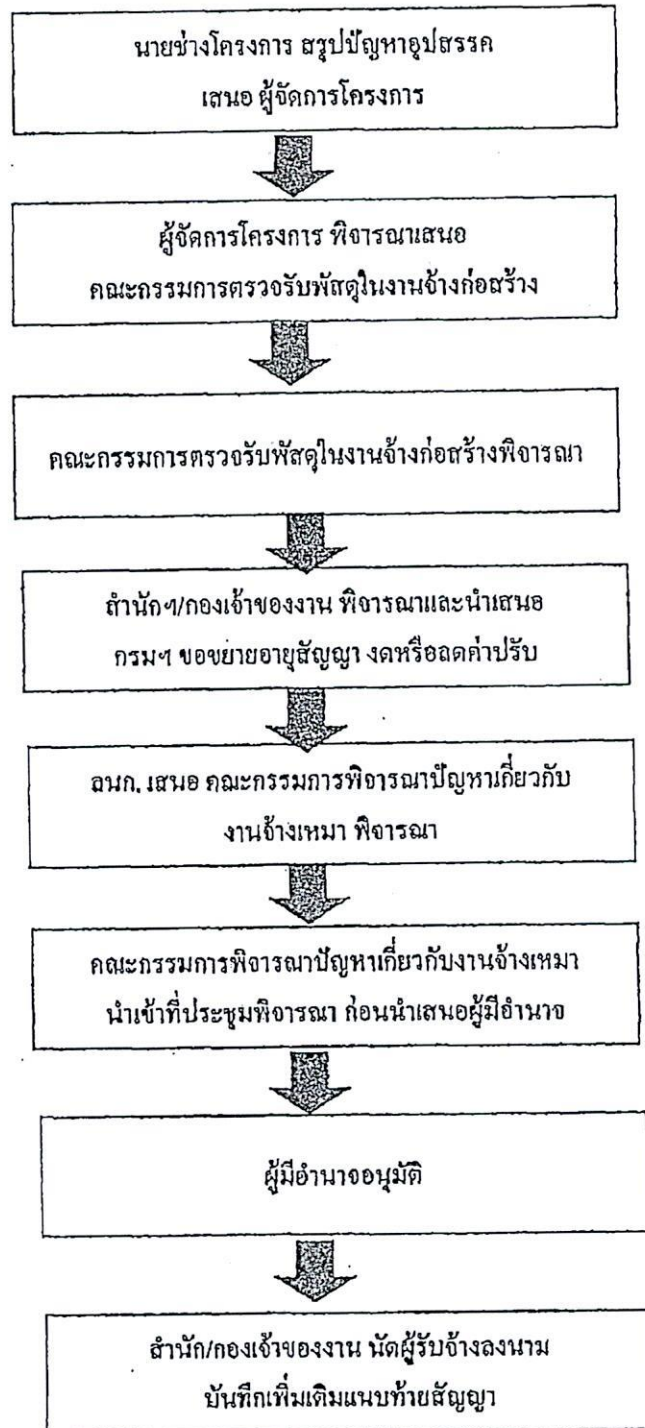 นายช่างโครงการ สรุปปัญหาอุปสรรค
เสนอ ผู้จัดการโครงการ
ผู้จัดการโครงการ พิจารณาเสนอ
คณะกรรมการตรวจรับพัสดุในงานจ้างก่อสร้าง
คณะกรรมการตรวจรับพัสดุในงานจ้างก่อสร้างพิจารณา
สำนักฯ/กองเจ้าของงาน พิจารณาและนำเสนอ
กรมฯ ขอขยายอายุสัญญา งดหรือลดค่าปรับ
ลนก. เสนอ คณะกรรมการพิจารณาปัญหาเกี่ยวกับ
งานจ้างเหมา พิจารณา
คณะกรรมการพิจารณาปัญหาเกี่ยวกับงานจ้างเหมา
นำเข้าที่ประชุมพิจารณา ก่อนนำเสนอผู้มีอำนาจ
ผู้มีอำนาจอนุมัติ
สำนัก/กองเจ้าของงาน นัดผู้รับจ้างลงนาม
บันทึกเพิ่มเติมแนบท้ายสัญญา